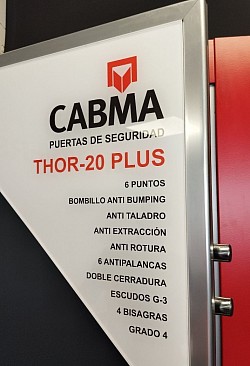 CABMA
PUERTAS DE SEGURIDAD
THOR-20 PLUS
6 PUNTOS
BOMBILLO ANTI BUMPING
ANTI TALADRO
ANTI EXTRACCIÓN
ANTI ROTURA
6 ANTIPALANCAS
DOBLE CERRADURA
ESCUDOS G-3
4 BISAGRAS
GRADO 4